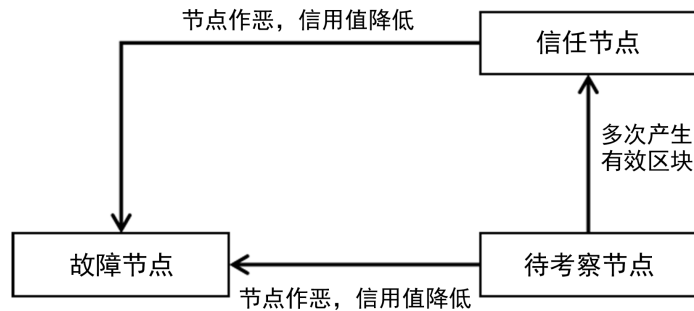 节点作恶，信用值降低
信任节点
多次产生
有效区块
故障节点
待考察节点
节点作恶，信用值降低